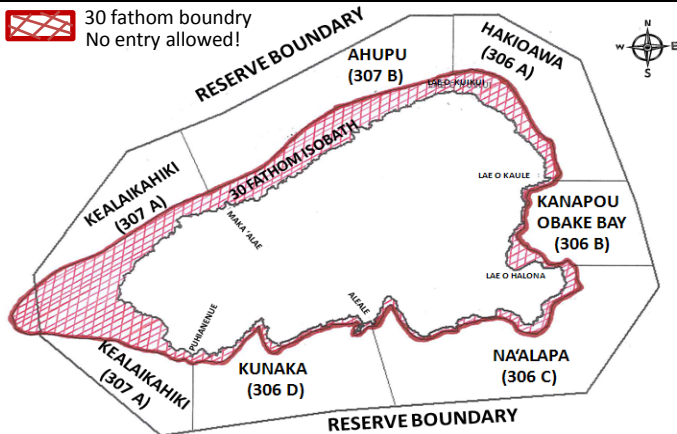 30 fathom boundry
No entry allowed!
N
W
E
S
RESERVE BOUNDARY
AHUPU
(307 B)
HAKIOAWA
(306 A)
LAE O KUIKUI
30 FATHOM ISOBATH
KEALAIKAHIKI
(307 A)
MAKA 'ALAE
LAE O KAULE
KANAPOU
OBAKE BAY
(306 B)
LAE O HALONA
ALEALE
PUHIANENUE
KEALAIKAHIKI
(307 A)
KUNAKA
(306 D)
NA'ALAPA
(306 C)
RESERVE BOUNDARY